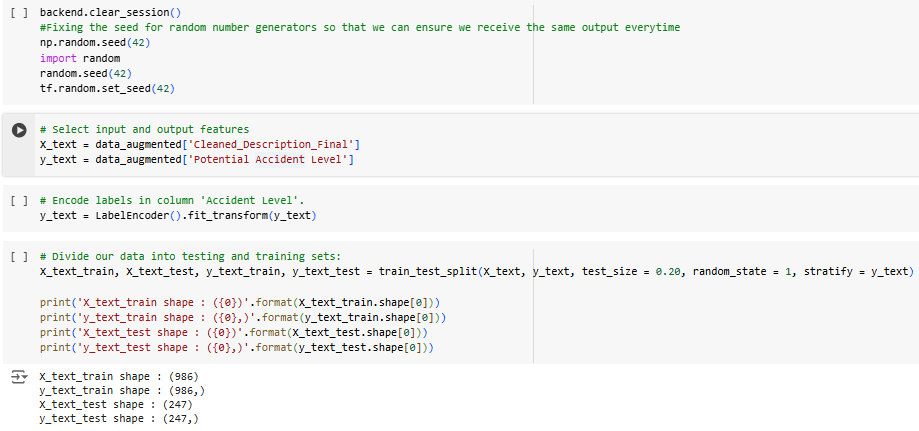 [ ] backend.clear_session()
#Fixing the seed for random number generators so that we can ensure we receive the same output everytime
np.random.seed(42)
import random
random.seed(42)
tf.random.set_seed(42)
# Select input and output features
X_text = data_augmented['Cleaned_Description_Final']
y_text = data_augmented['Potential Accident Level']
[ ] # Encode labels in column 'Accident Level'.
y_text = LabelEncoder().fit_transform(y_text)
[ ] # Divide our data into testing and training sets:
X_text_train, X_text_test, y_text_train, y_text_test = train_test_split(X_text, y_text, test_size = 0.20, random_state = 1, stratify = y_text)
print('X_text_train shape : ({0})'.format(X_text_train.shape[0]))
print('y_text_train shape : ({0},)'.format(y_text_train.shape[0]))
print('X_text_test shape : ({0})'.format(X_text_test.shape[0]))
print('y_text_test shape : ({0},)'.format(y_text_test.shape[0]))
X_text_train shape : (986)
y_text_train shape : (986,)
X_text_test shape : (247)
y_text_test shape : (247,)